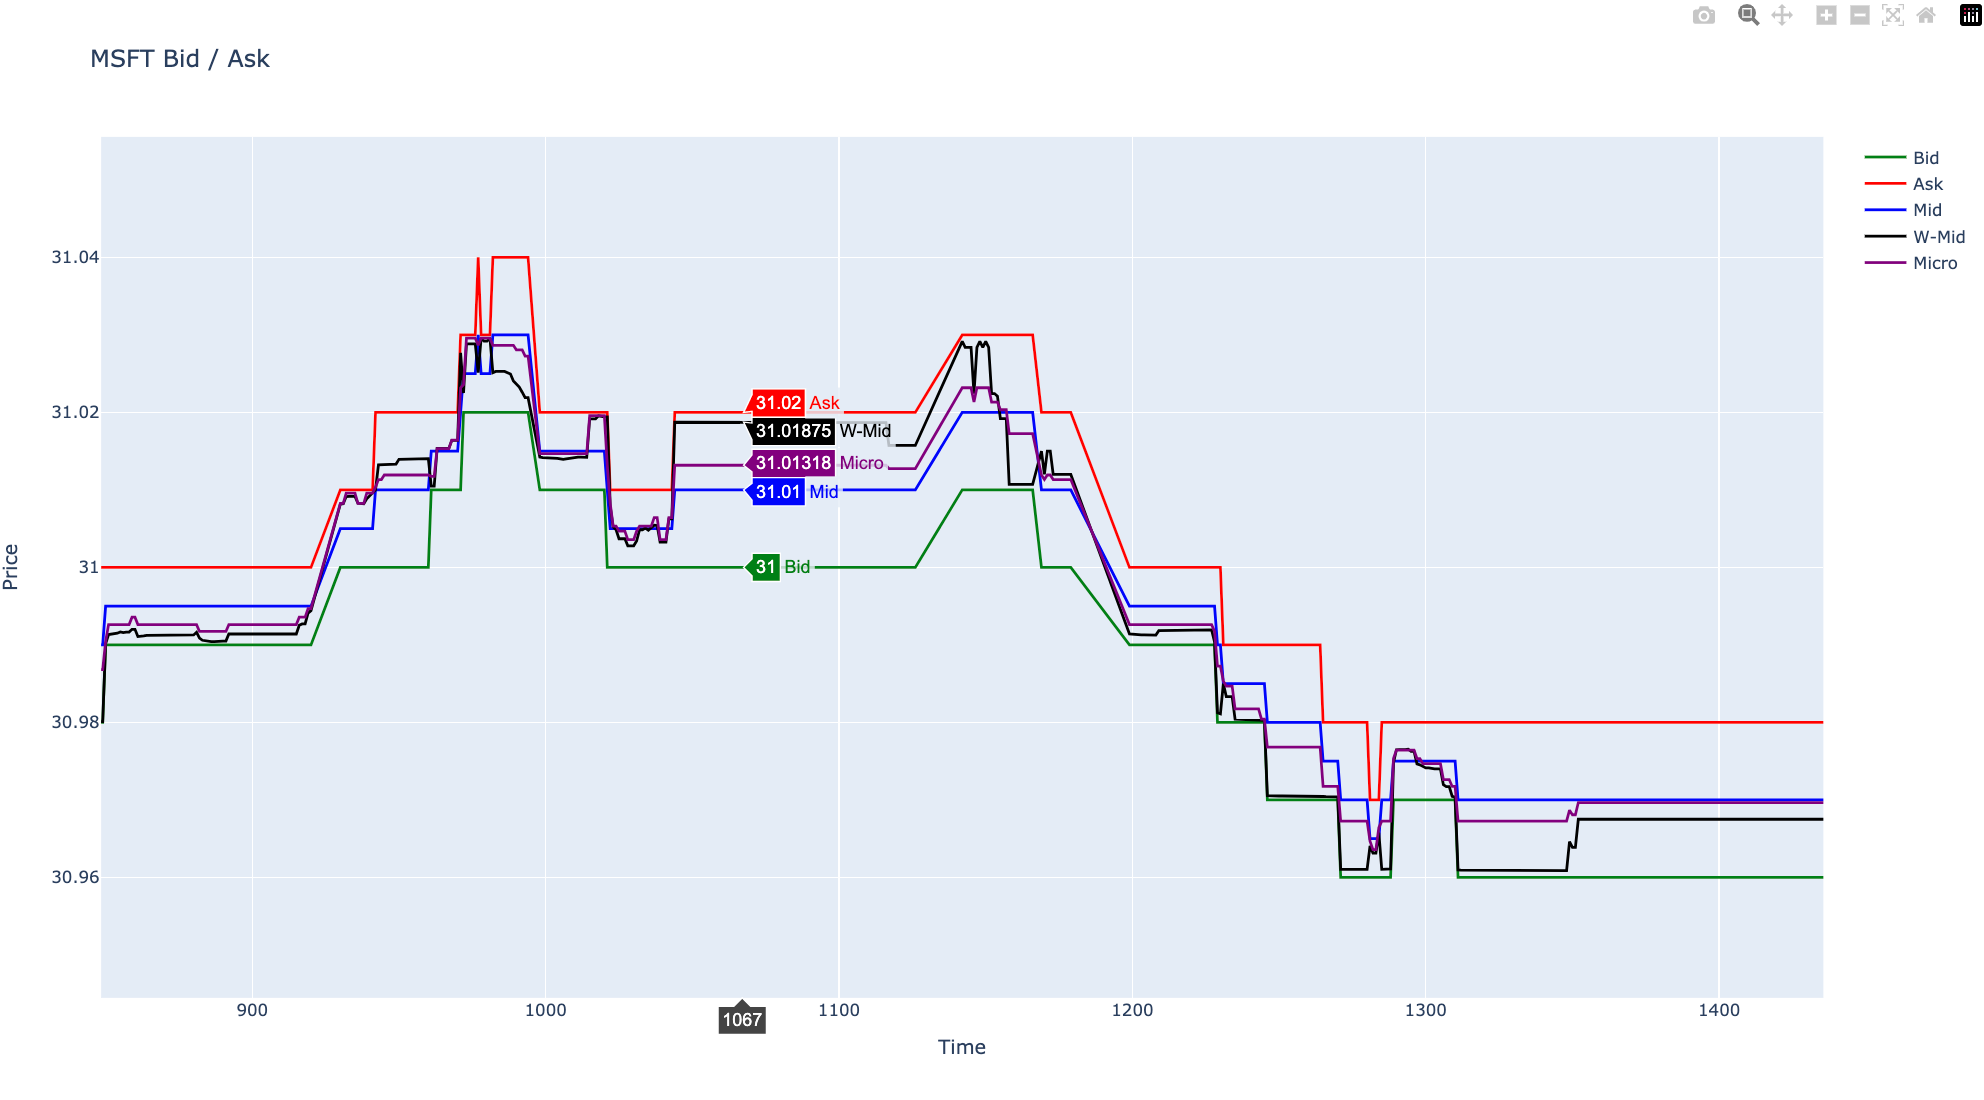 MSFT Bid / Ask
Bid
Ask
Mid
W-Mid
Micro
31.04
31.02
31
30.98
30.96
Price
31.02 Ask
31.01875 W-Mid
31.01318 Micro
31.01 Mid
31 Bid
900
1000
1100
1200
1300
1400
1067
Time